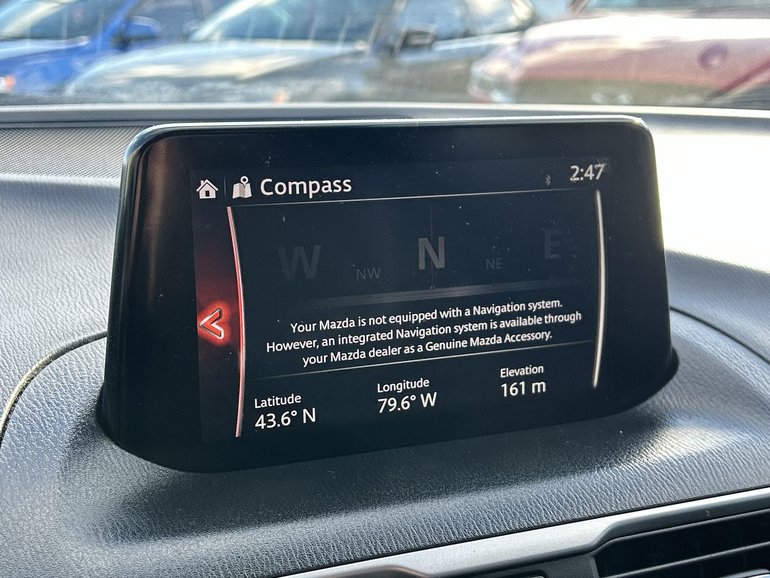 Compass 2:47
W NW N NE E
Your Mazda is not equipped with a Navigation system.
However, an integrated Navigation system is available through
your Mazda dealer as a Genuine Mazda Accessory.
Latitude Longitude Elevation
43.6° N 79.6° W 161 m